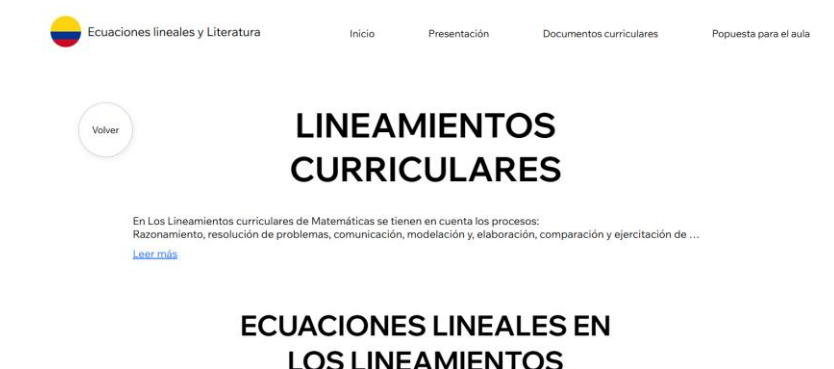 Ecuaciones lineales y Literatura
Inicio
Presentación
Documentos curriculares
Popuesta para el aula
Volver
LINEAMIENTOS
CURRICULARES
En Los Lineamientos curriculares de Matemáticas se tienen en cuenta los procesos:
Razonamiento, resolución de problemas, comunicación, modelación y, elaboración, comparación y ejercitación de ...
Leer más
ECUACIONES LINEALES EN
LOS LINEAMIENTOS